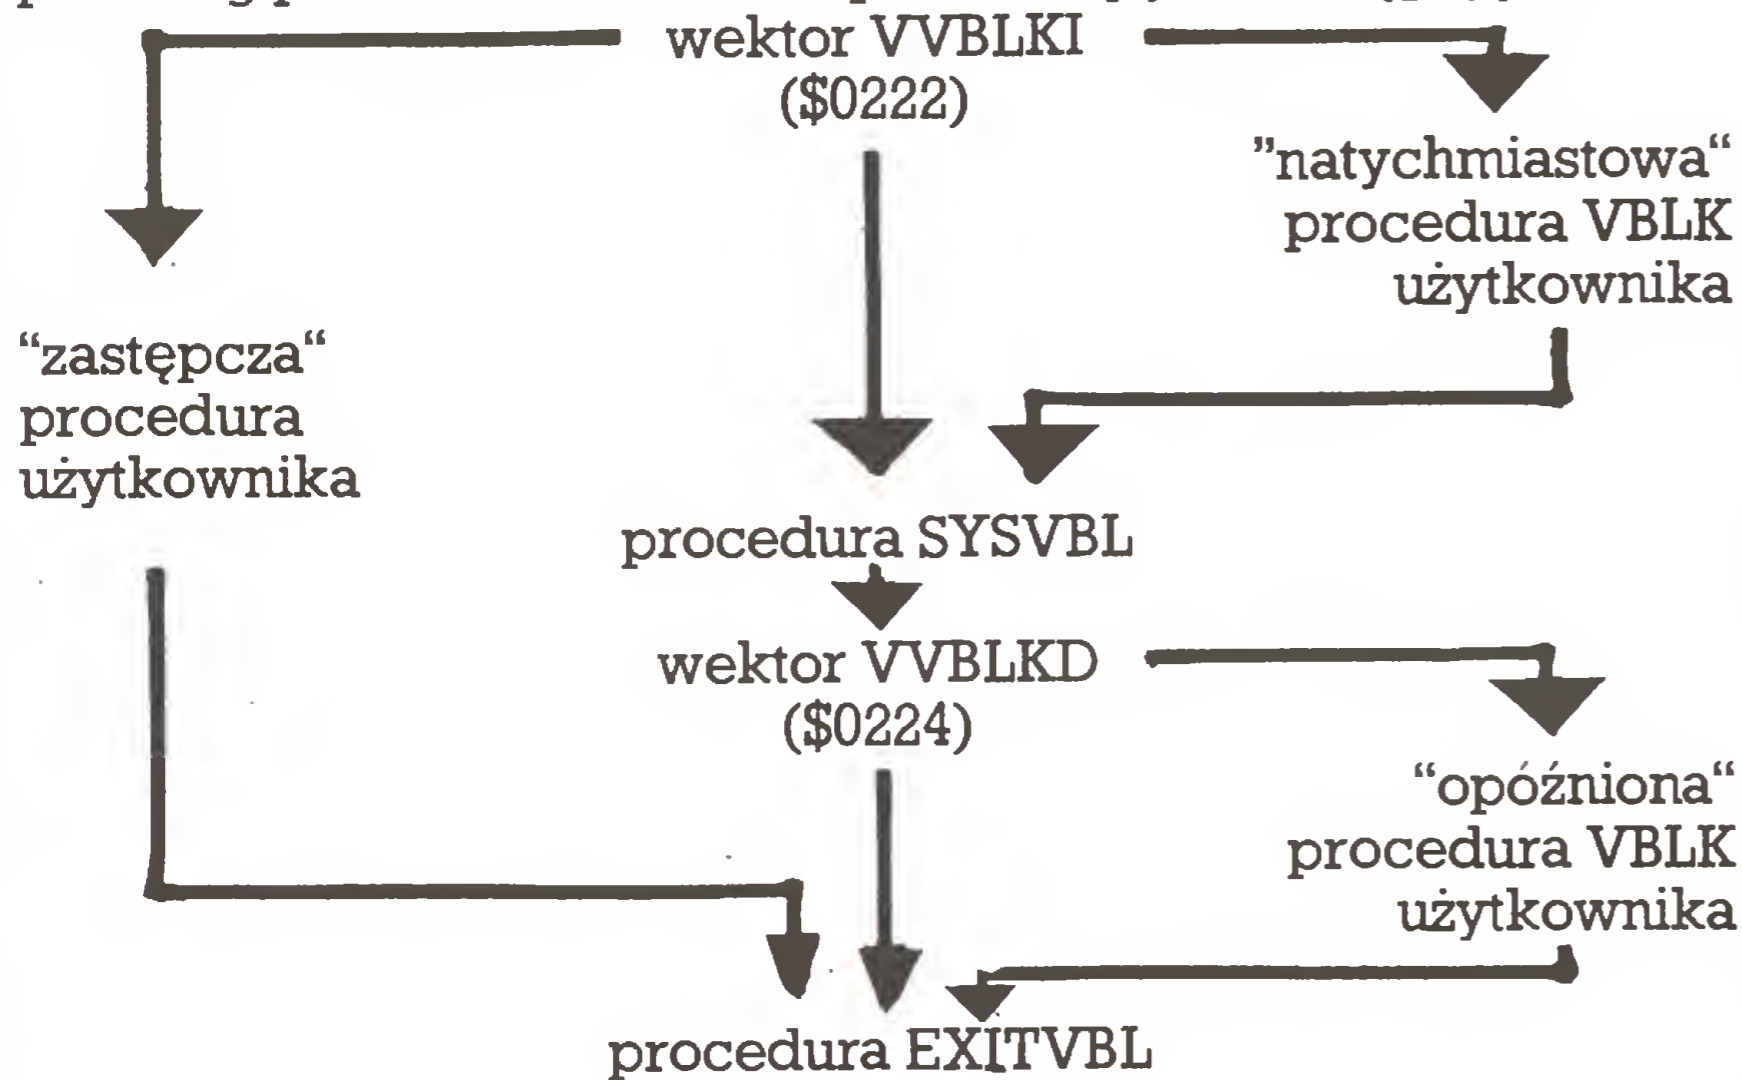 wektor VVBLKI
($0222)
”natychmiastowa“
procedura VBLK
użytkownika
“zastępcza“
procedura
użytkownika
procedura SYSVBL
wektor VVBLKD
($0224)
“opóźniona“
procedura VBLK
użytkownika
procedura EXITVBL